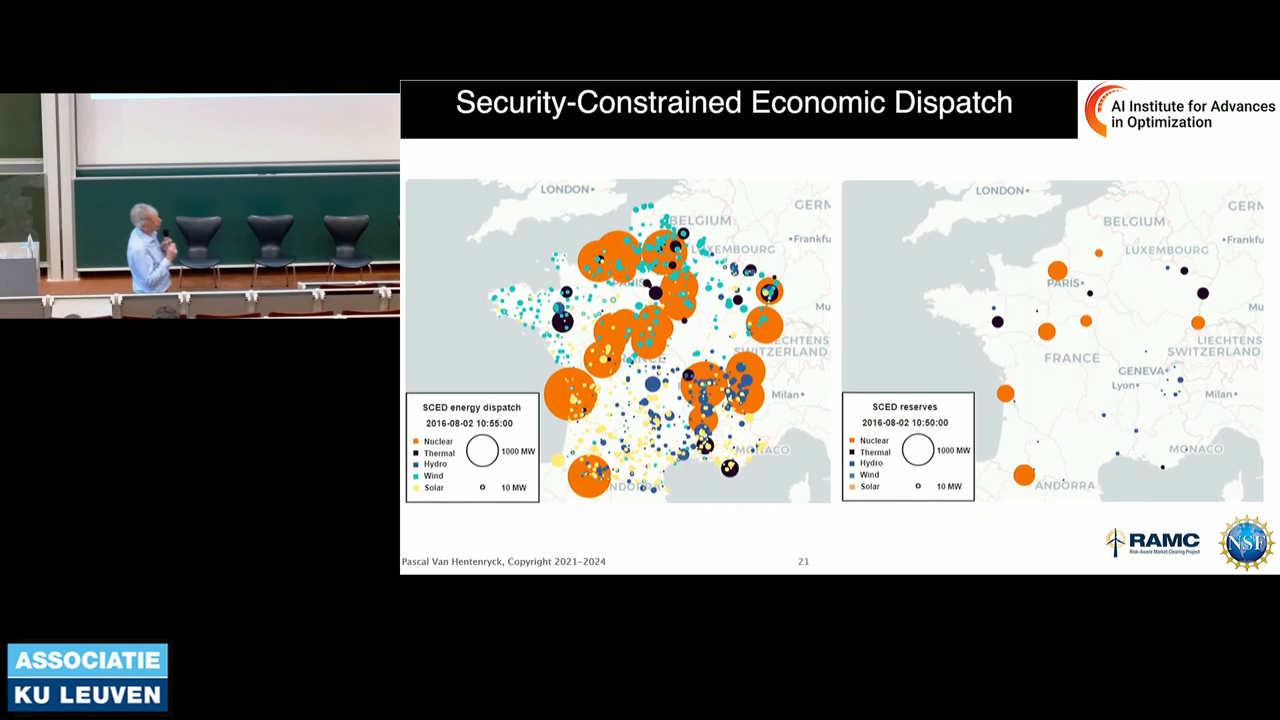 Security-Constrained Economic Dispatch
AI Institute for Advances
in Optimization
LONDON
BELGIUM
GERM
LUXEMBOURG
Frankfu
PARIS
Mu
LIECHTENS
SWITZERLAND
Milan
MONACO
SCED energy dispatch
2016-08-02 10:55:00
Nuclear
Thermal
Hydro
Wind
Solar
1000 MW
10 MW
LONDON
BELGIUM
GERM
LUXEMBOURG
Frankfu
PARIS
Mu
LIECHTENS
SWITZERLAND
FRANCE
GENEVA
Lyon
Milan
MONACO
ANDORRA
SCED reserves
2016-08-02 10:50:00
Nuclear
Thermal
Hydro
Wind
Solar
1000 MW
10 MW
RAMC
Risk-Aware Market Clearing Project
NSF
Pascal Van Hentenryck, Copyright 2021-2024
21
ASSOCIATIE
KU LEUVEN